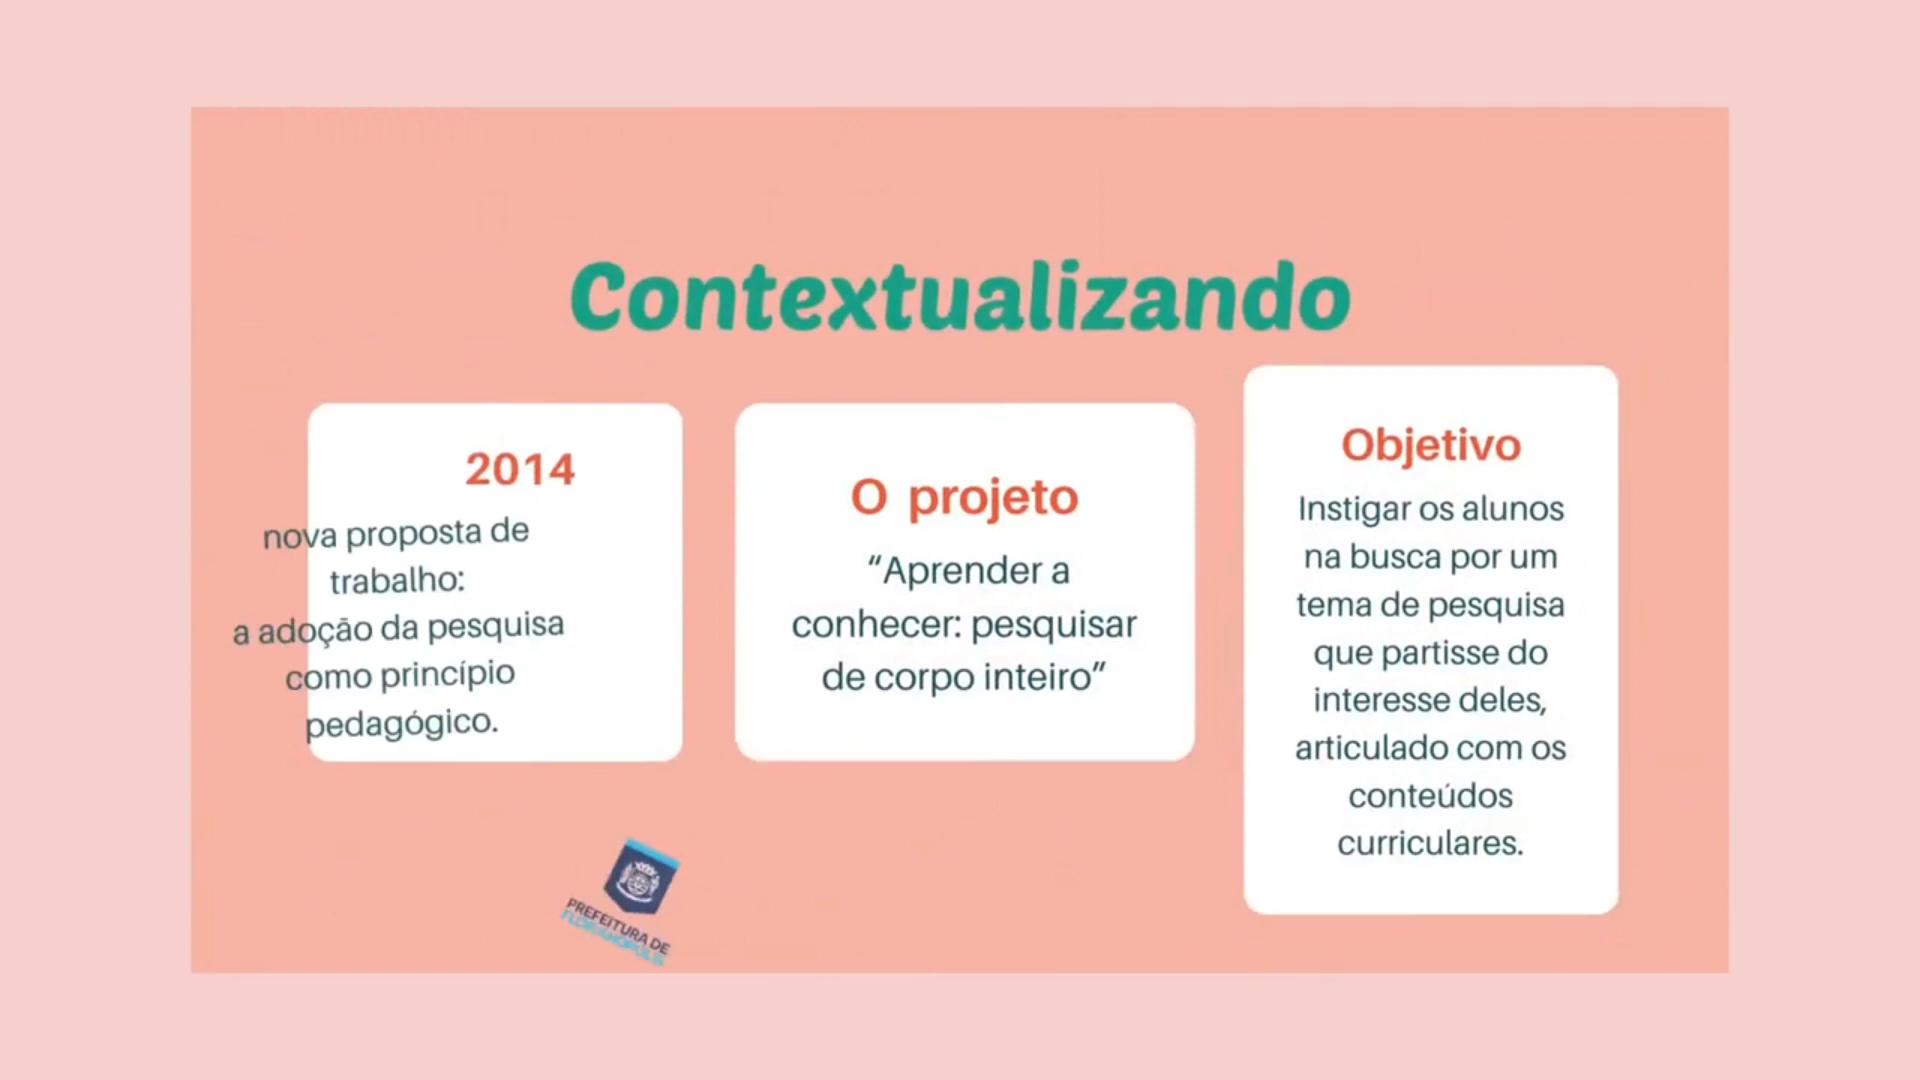 Contextualizando
2014
nova proposta de
trabalho:
a adoção da pesquisa
como princípio
pedagógico.
O projeto
“Aprender a
conhecer: pesquisar
de corpo inteiro”
Objetivo
Instigar os alunos
na busca por um
tema de pesquisa
que partisse do
interesse deles,
articulado com os
conteúdos
curriculares.
PREFEITURA DE
FLORIANÓPOLIS